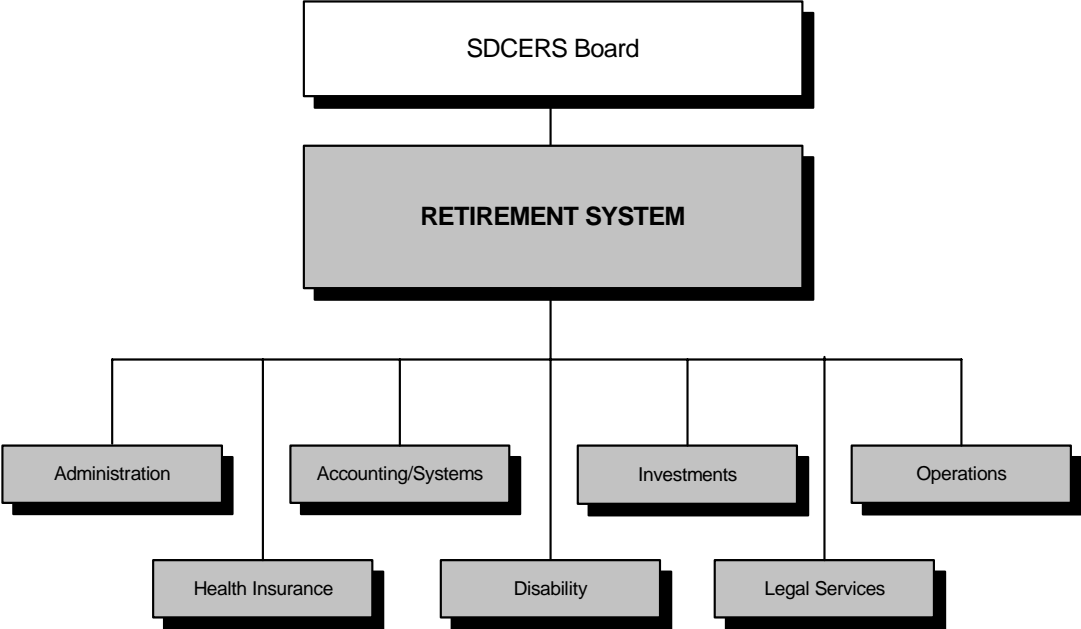 SDCERS Board
RETIREMENT SYSTEM
Administration
Accounting/Systems
Investments
Operations
Health Insurance
Disability
Legal Services